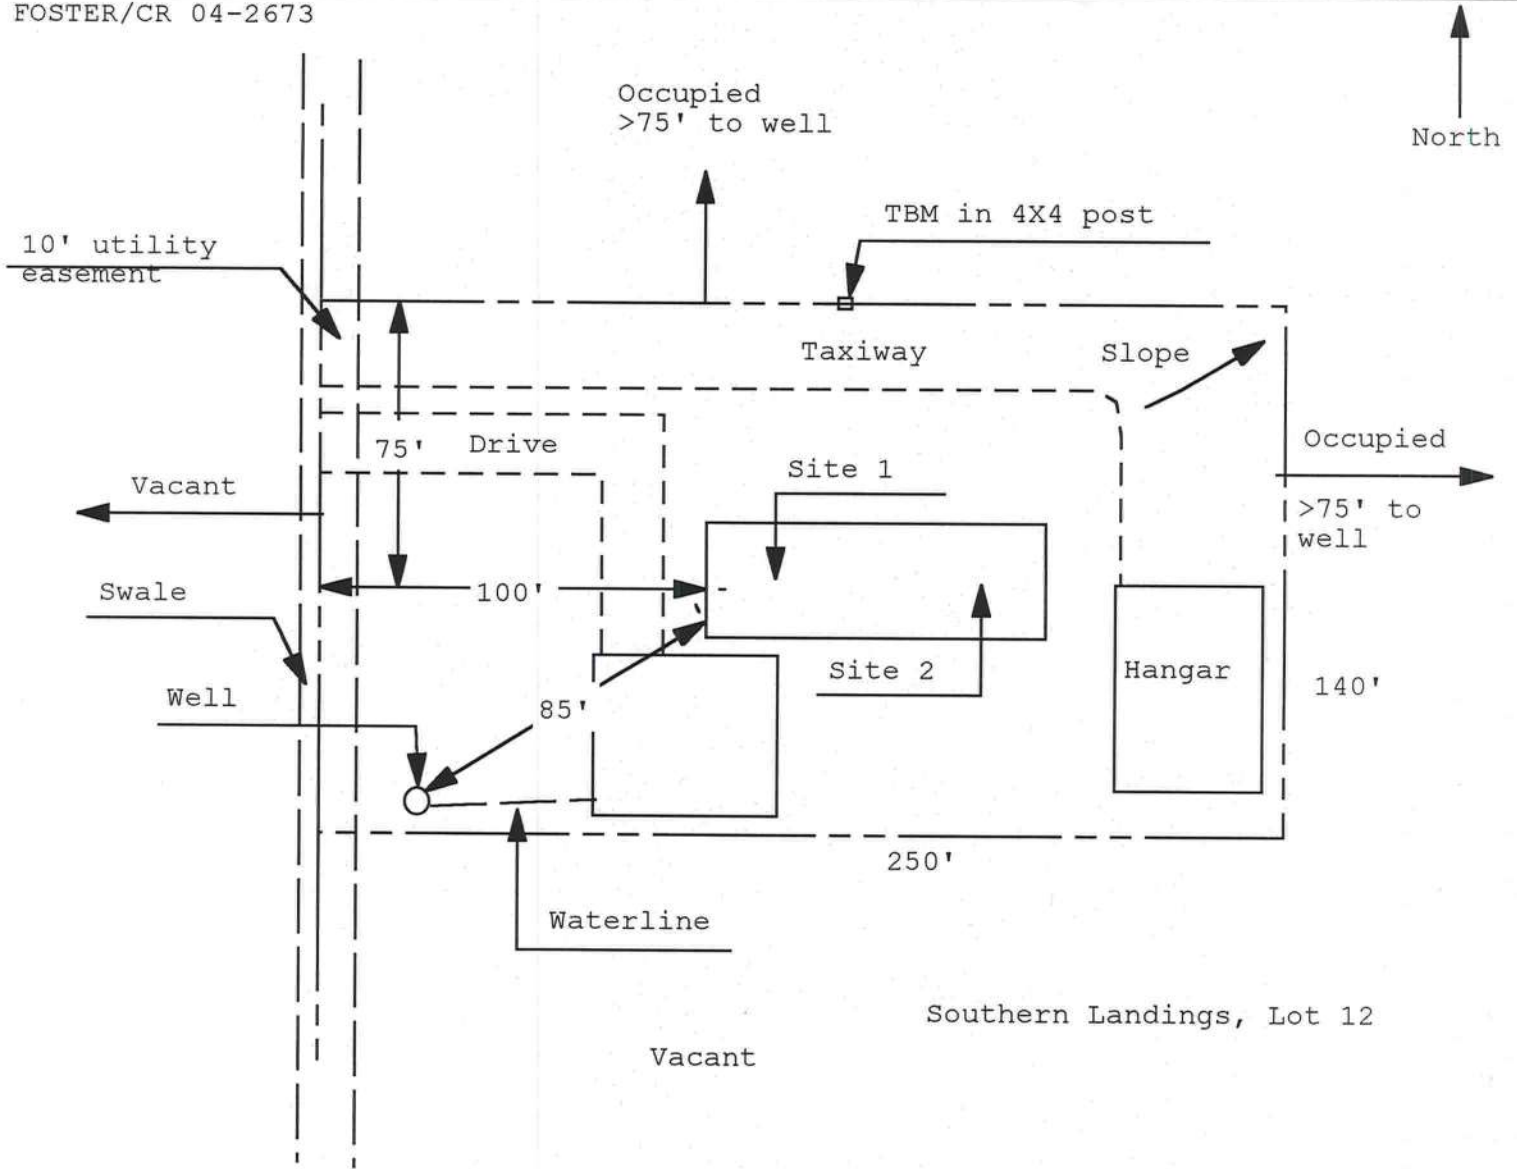 FOSTER/CR 04-2673
North
Occupied
>75' to well
TBM in 4X4 post
10' utility
easement
Taxiway
Slope
75'
Drive
Occupied
>75' to
well
Vacant
Site 1
Swale
100'
Well
Site 2
Hangar
140'
85'
250'
Waterline
Southern Landings, Lot 12
Vacant